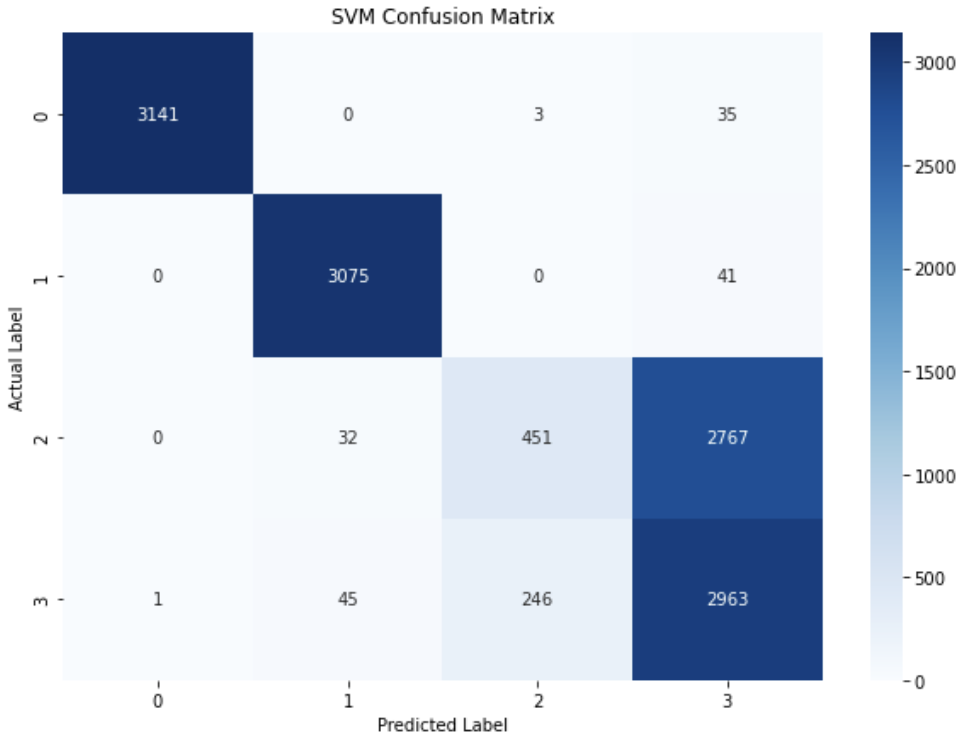 SVM Confusion Matrix
3141 0 3 35
0 3075 0 41
0 32 451 2767
1 45 246 2963
0
1
2
3
Actual Label
0 1 2 3
Predicted Label
3000
2500
2000
1500
1000
500
0